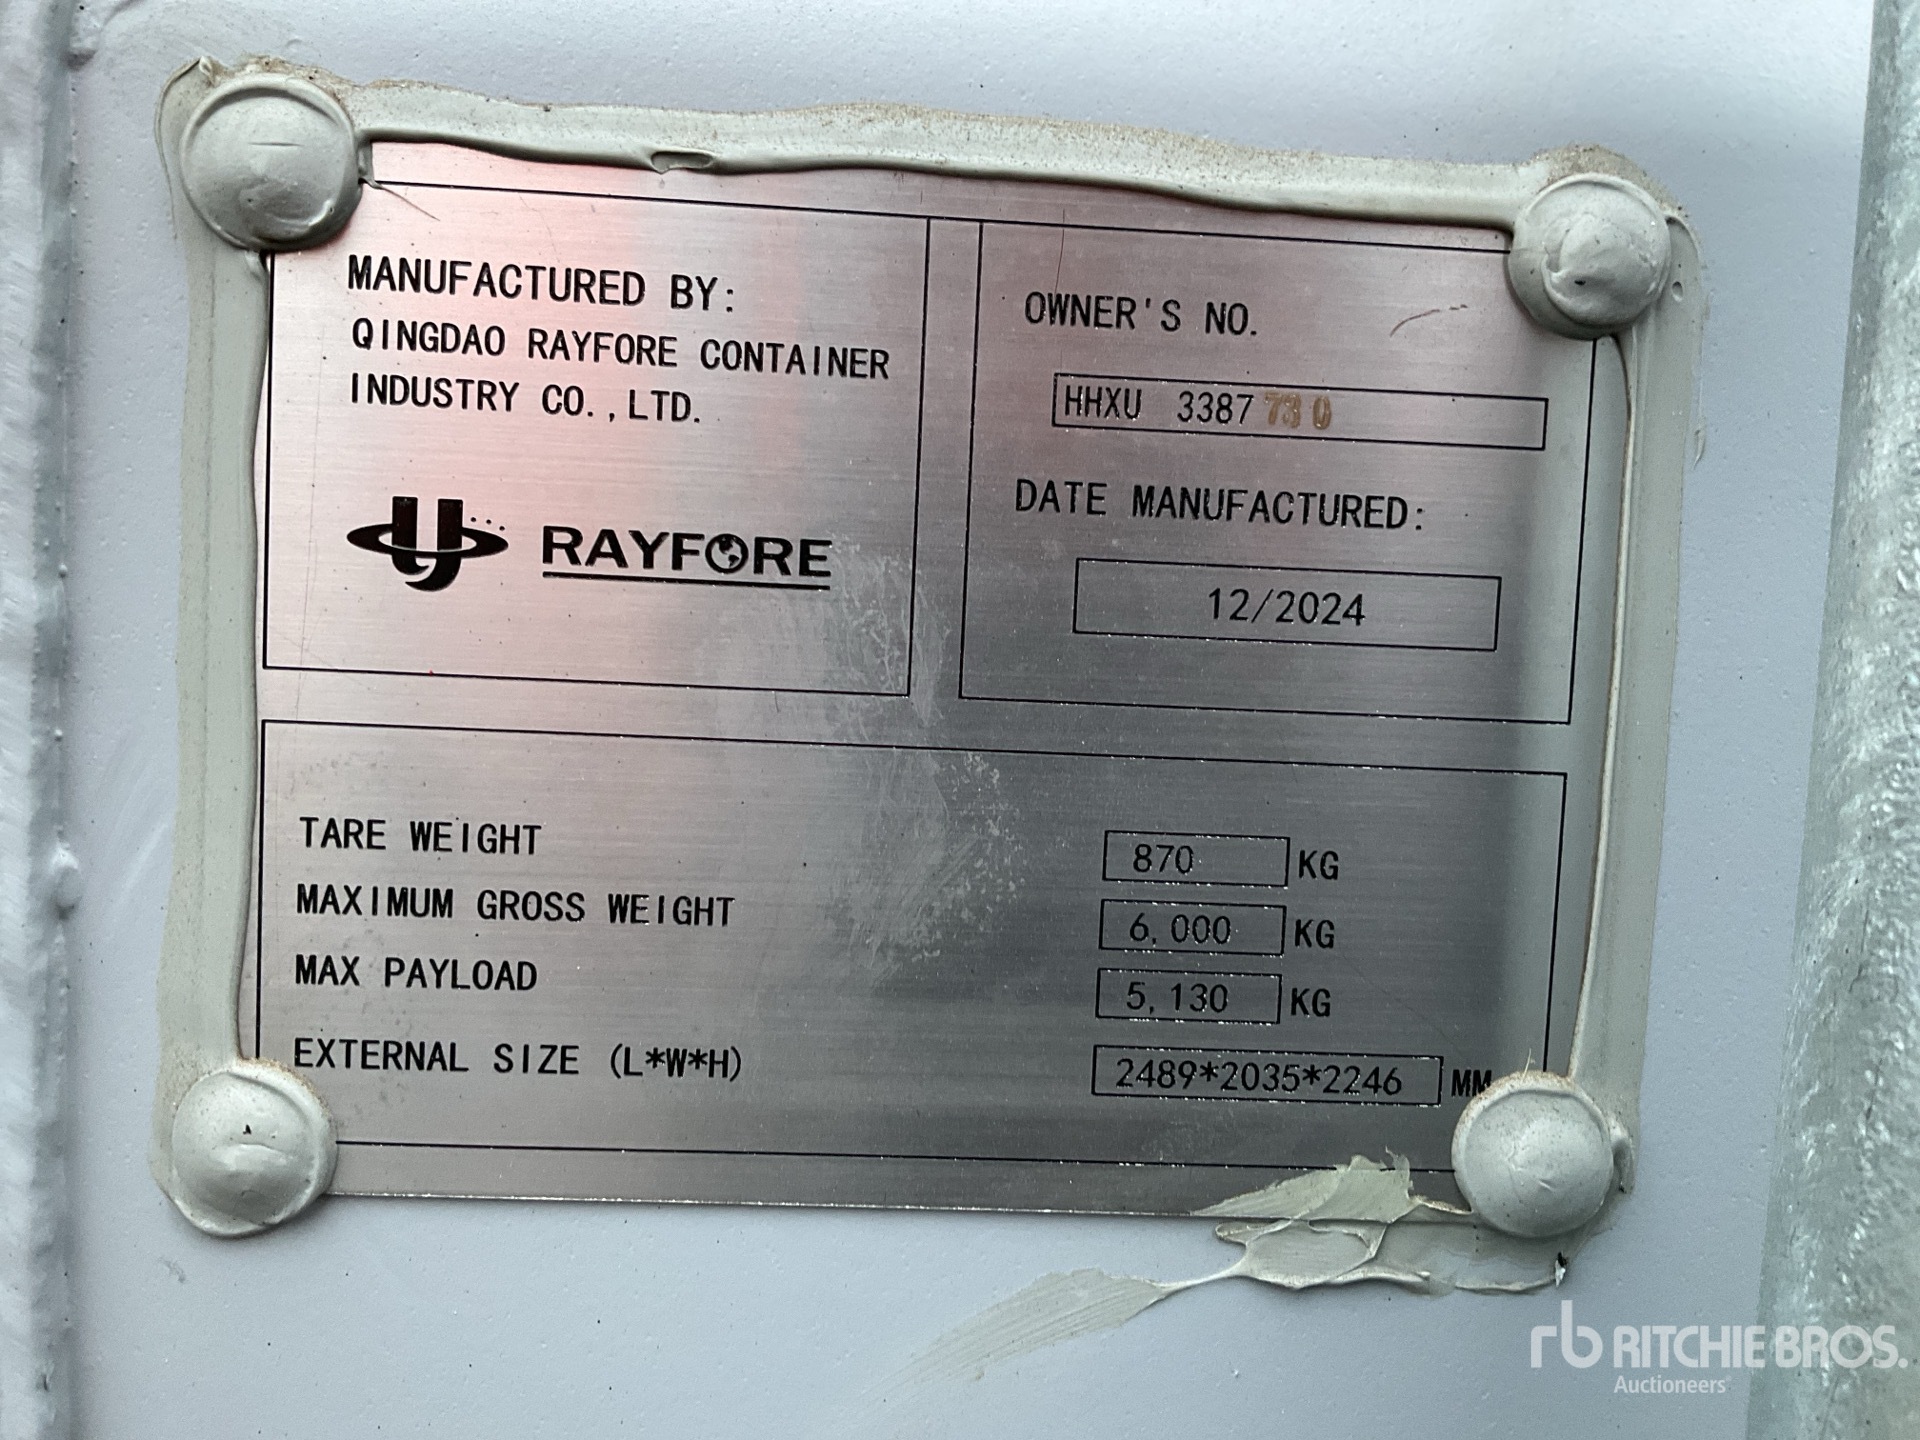 MANUFACTURED BY:
QINGDAO RAYFORE CONTAINER
INDUSTRY CO.,LTD.
RAYFORE
OWNER'S NO.
HHXU 3387730
DATE MANUFACTURED:
12/2024
TARE WEIGHT 870 KG
MAXIMUM GROSS WEIGHT 6,000 KG
MAX PAYLOAD 5,130 KG
EXTERNAL SIZE (L*W*H) 2489*2035*2246 MM
rb RITCHIE BROS.
Auctioneers